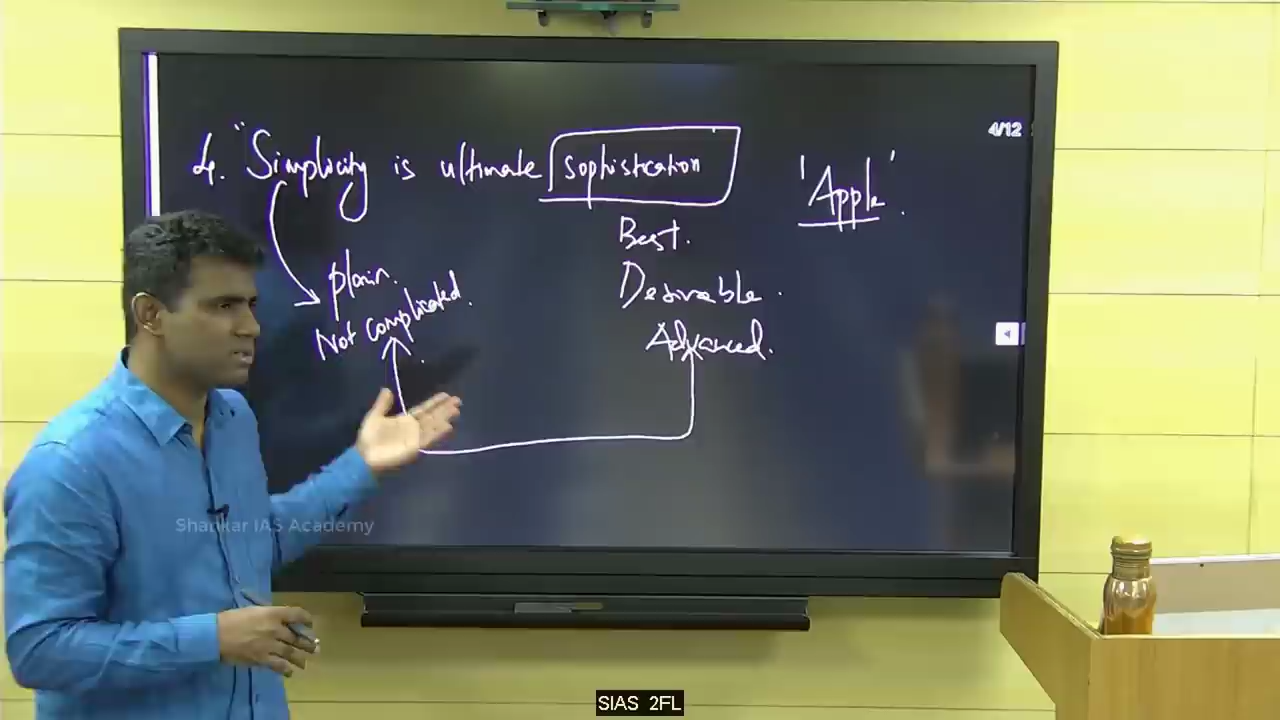 4/12
4. "Simplicity is ultimate sophistication
'Apple'.
plain.
Not complicated.
Best.
Desirable.
Advanced.
Shankar IAS Academy
SIAS 2FL